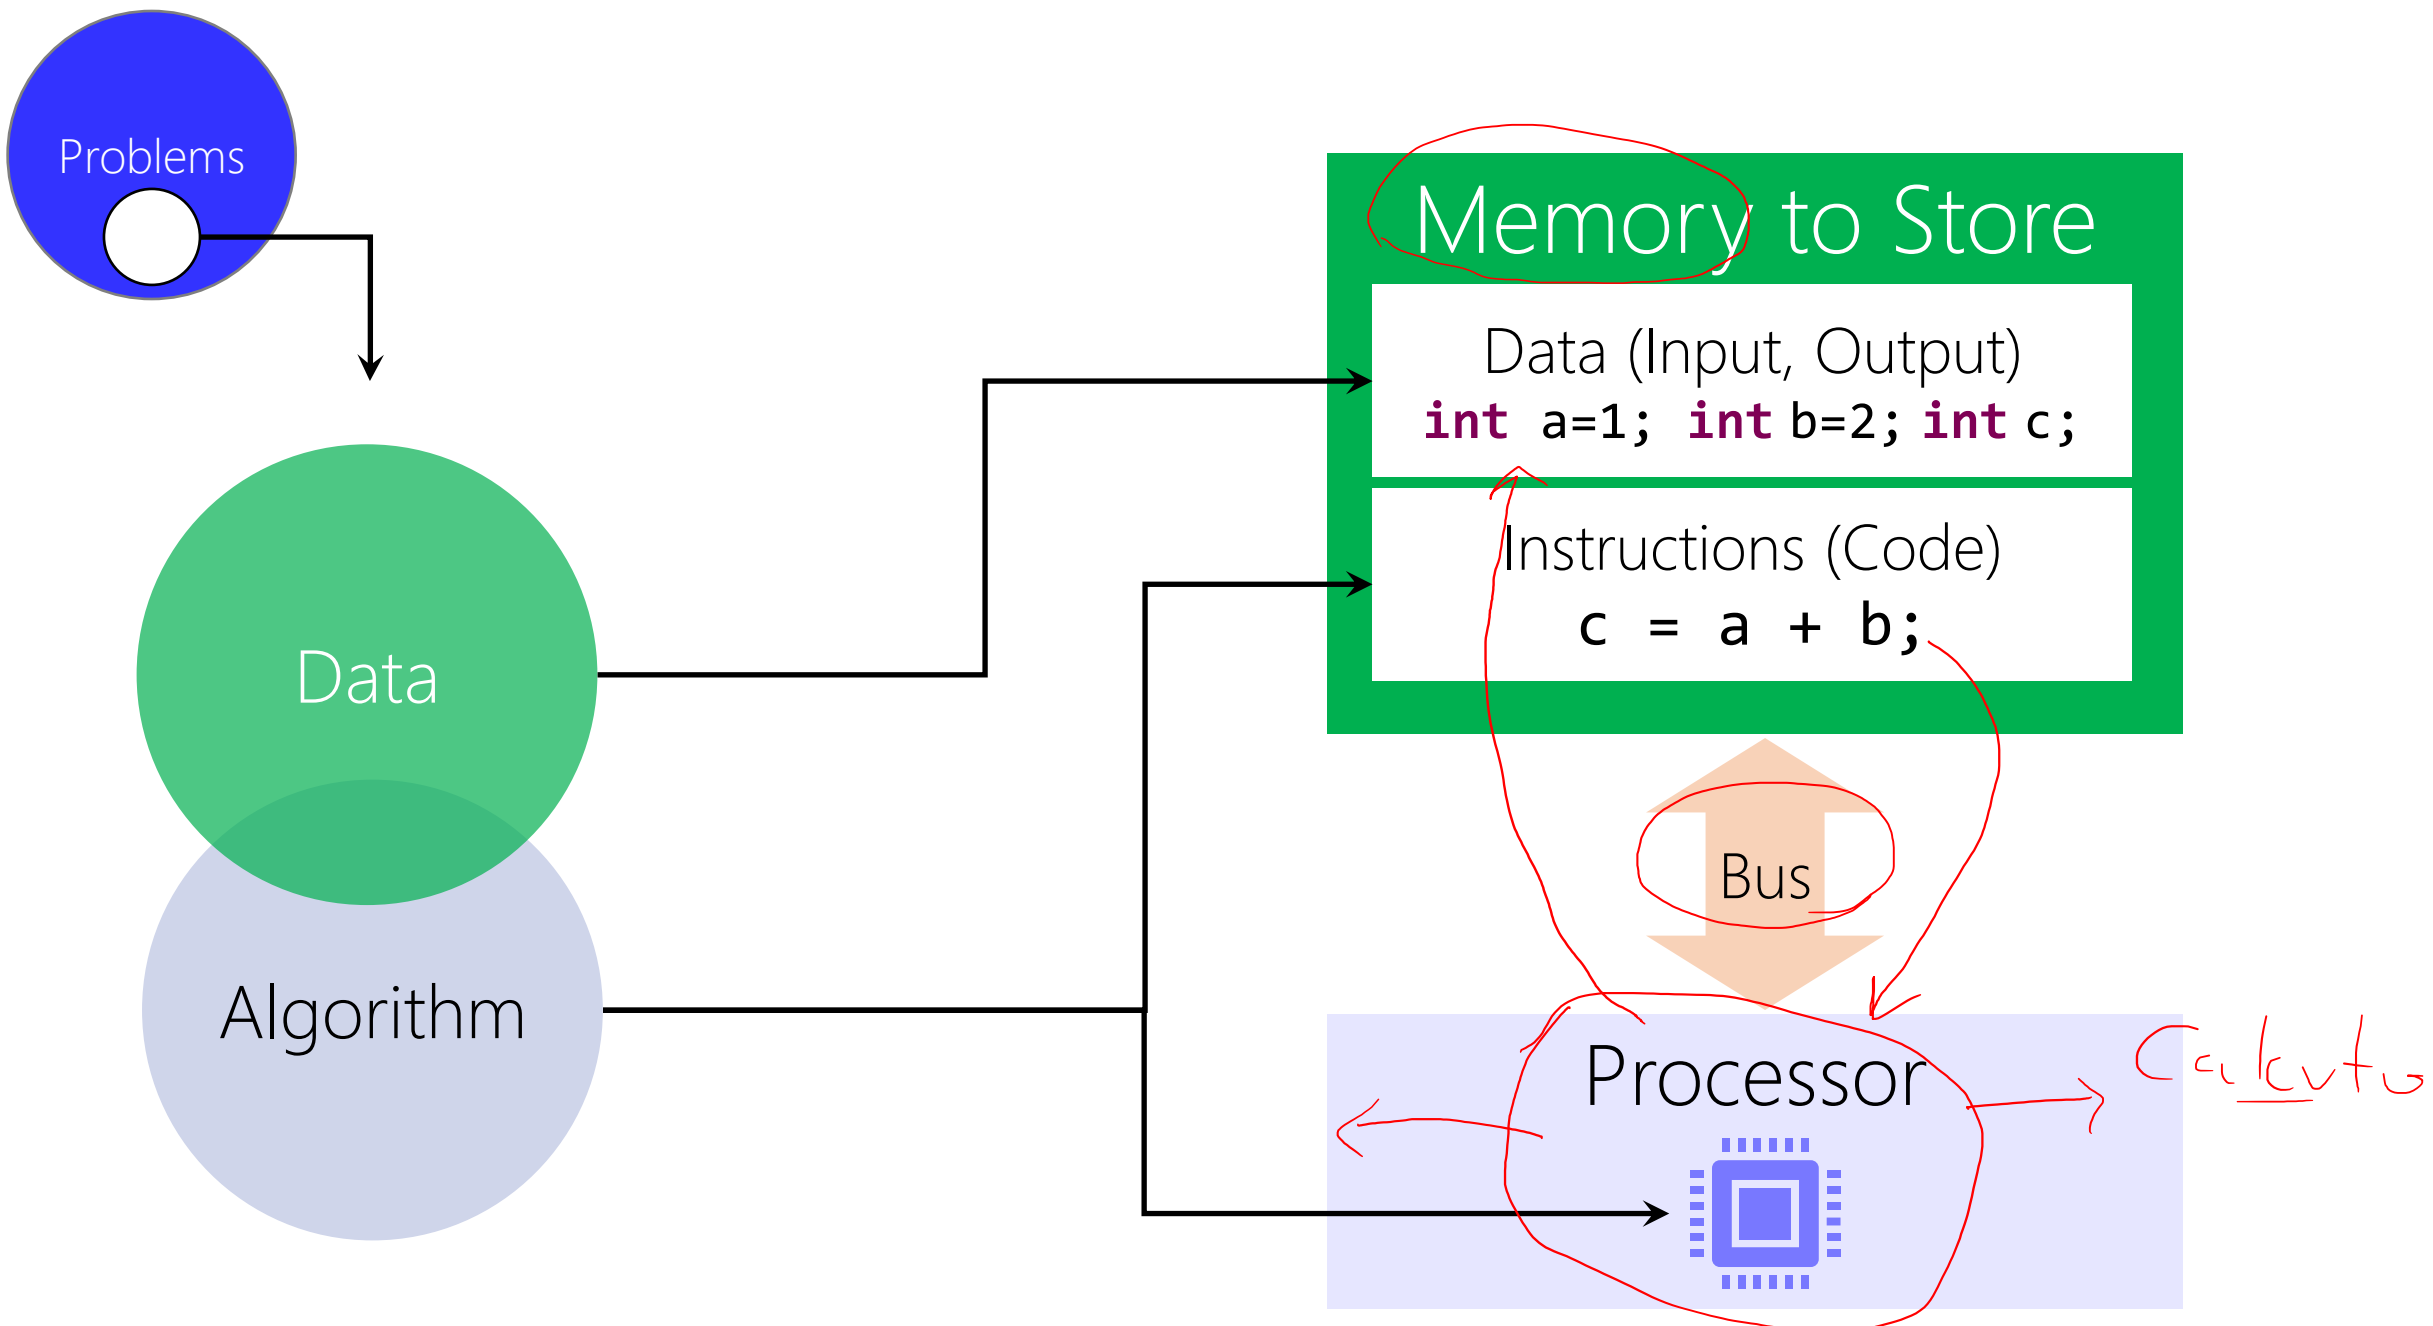 Problems
Memory to Store
Data (Input, Output)
int a=1; int b=2; int c;
Instructions (Code)
c = a + b;
Data
Bus
Algorithm
Processor